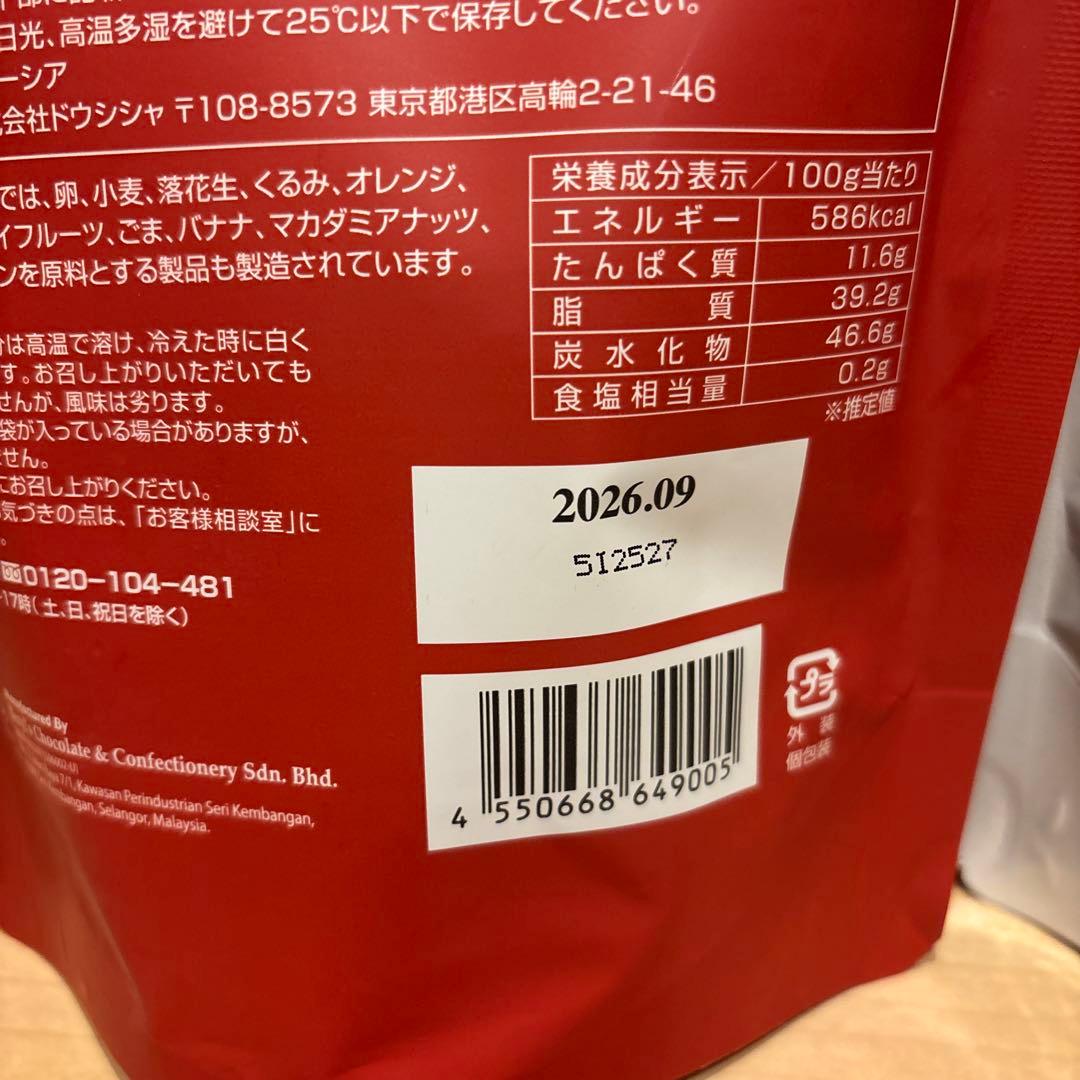 日光、高温多湿を避けて25℃以下で保存してください。
ーシア
会社ドウシシャ 〒108-8573 東京都港区高輪2-21-46
では、卵、小麦、落花生、くるみ、オレンジ、
イフルーツ、ごま、バナナ、マカダミアナッツ、
ンを原料とする製品も製造されています。
は高温で溶け、冷えた時に白く
す。お召し上がりいただいても
せんが、風味は劣ります。
袋が入っている場合がありますが、
せん。
にお召し上がりください。
気づきの点は、「お客様相談室」に
。
0120-104-481
-17時(土、日、祝日を除く)
栄養成分表示/100g当たり
エネルギー 586kcal
たんぱく質 11.6g
脂質 39.2g
炭水化物 46.6g
食塩相当量 0.2g
※推定値
2026.09
5I2527
4 550668 649005
プラ
外装
個包装
By
Chocolate & Confectionery Sdn. Bhd.
7/1, Kawasan Perindustrian Seri Kembangan,
Selangor, Malaysia.